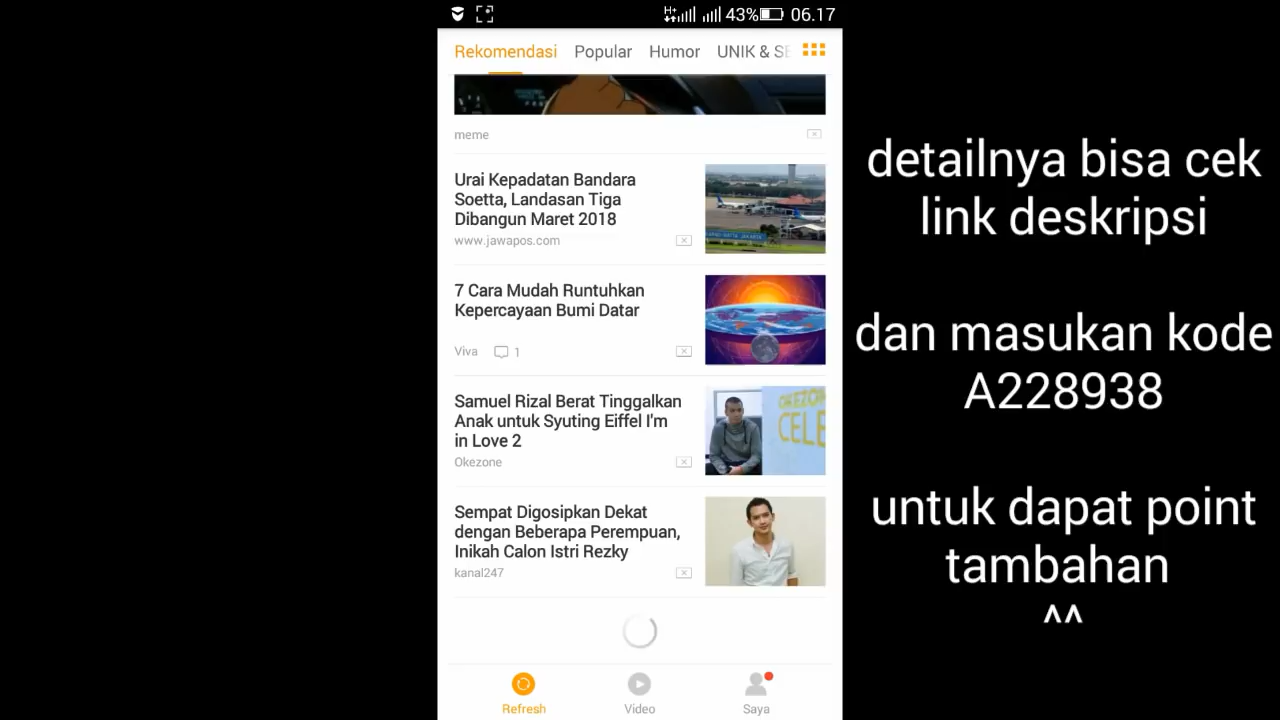 43% 06.17
Rekomendasi Popular Humor UNIK & SE
meme
Urai Kepadatan Bandara
Soetta, Landasan Tiga
Dibangun Maret 2018
www.jawapos.com
7 Cara Mudah Runtuhkan
Kepercayaan Bumi Datar
Viva 1
Samuel Rizal Berat Tinggalkan
Anak untuk Syuting Eiffel I'm
in Love 2
Okezone
Sempat Digosipkan Dekat
dengan Beberapa Perempuan,
Inikah Calon Istri Rezky
kanal247
Refresh Video Saya
detailnya bisa cek
link deskripsi
dan masukan kode
A228938
untuk dapat point
tambahan
^^